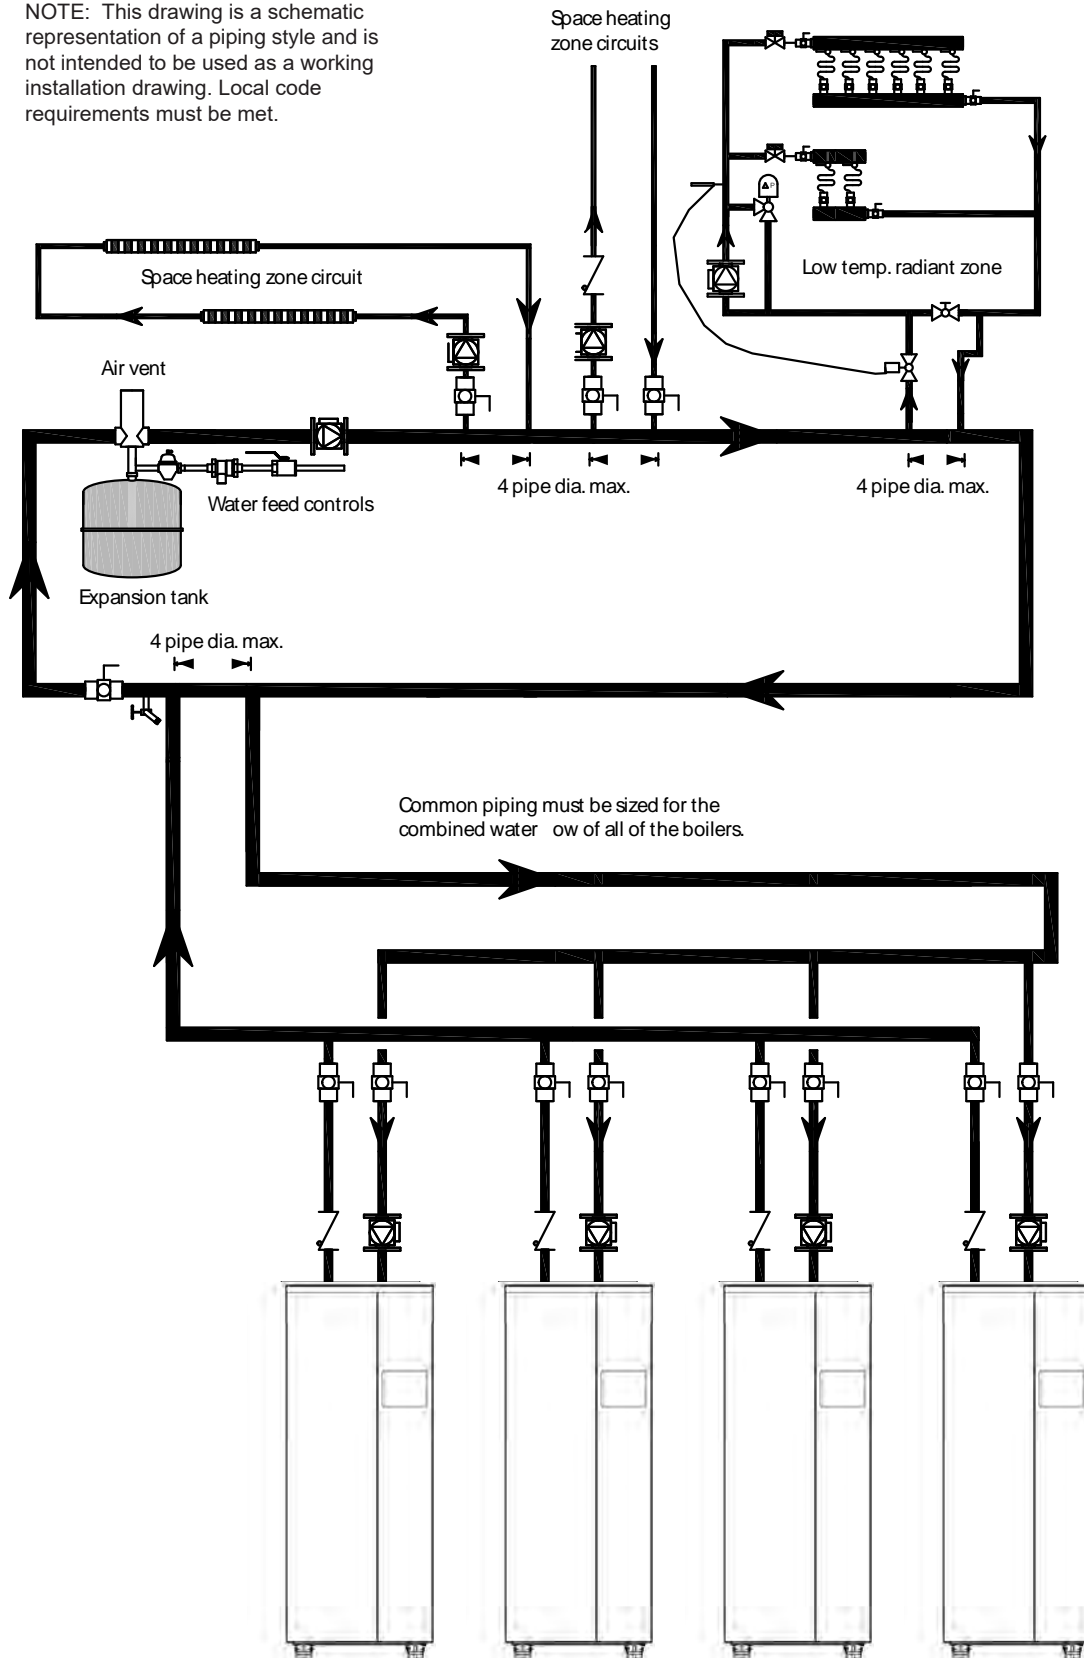 NOTE: This drawing is a schematic
representation of a piping style and is
not intended to be used as a working
installation drawing. Local code
requirements must be met.
Space heating
zone circuits
ΔP
Low temp. radiant zone
Space heating zone circuit
Air vent
Water feed controls
4 pipe dia. max.
4 pipe dia. max.
Expansion tank
4 pipe dia. max.
Common piping must be sized for the
combined water ow of all of the boilers.